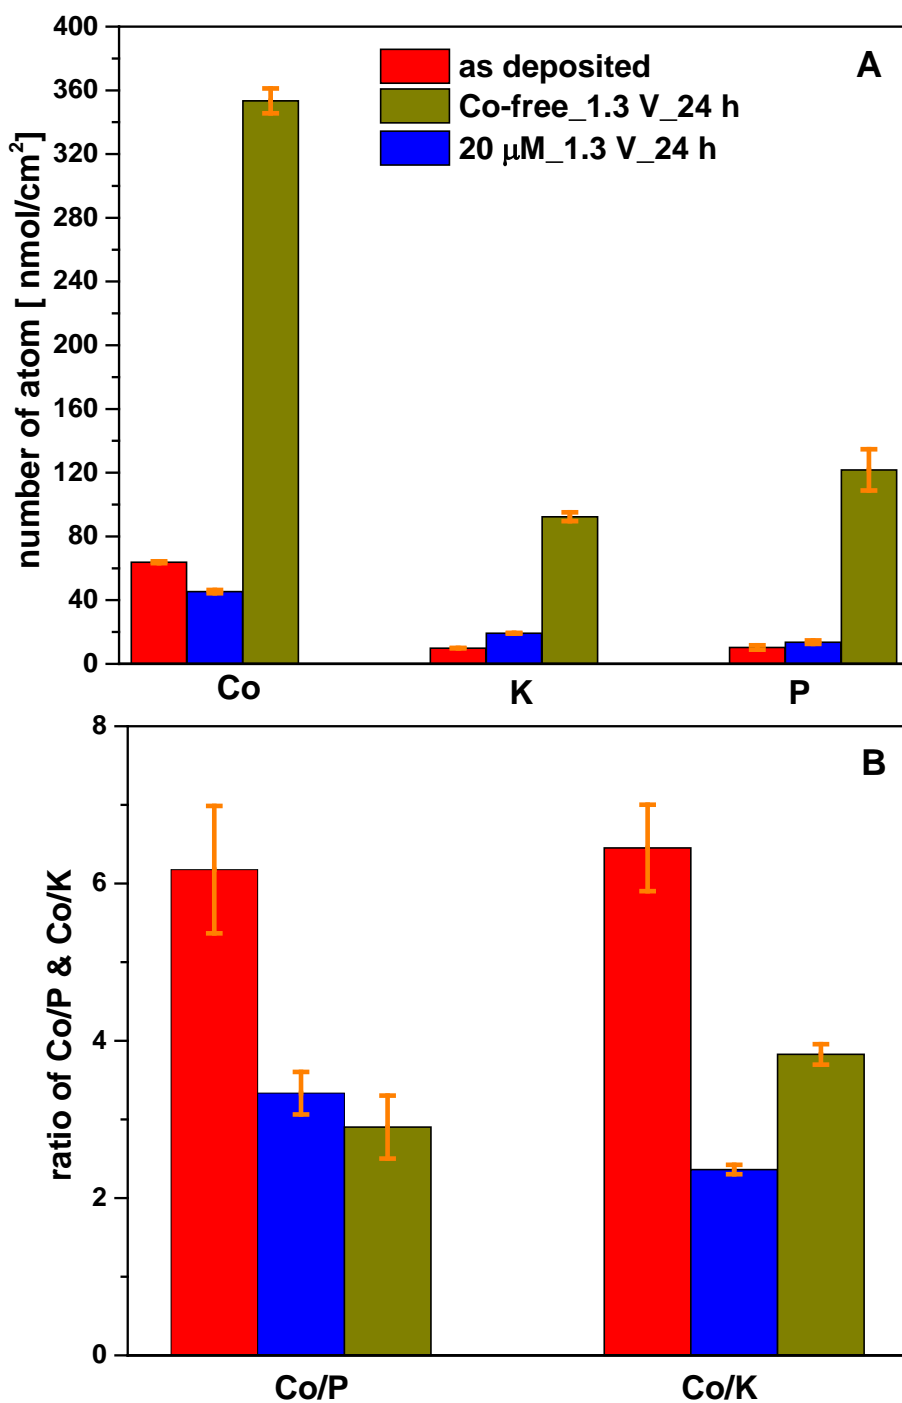 A
as deposited
Co-free_1.3 V_24 h
20 μM_1.3 V_24 h
number of atom [ nmol/cm²]
400
360
320
280
240
200
160
120
80
40
0
Co K P
B
ratio of Co/P & Co/K
8
6
4
2
0
Co/P Co/K